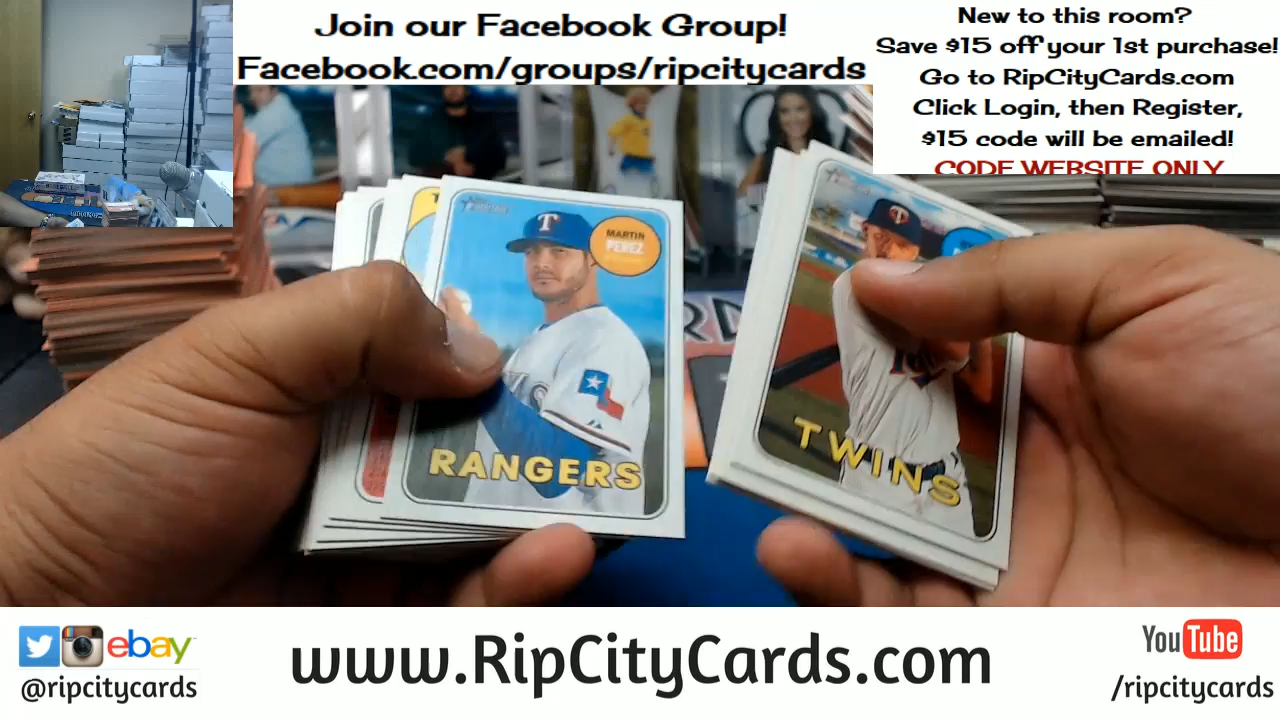 Join our Facebook Group!
Facebook.com/groups/ripcitycards
New to this room?
Save $15 off your 1st purchase!
Go to RipCityCards.com
Click Login, then Register,
$15 code will be emailed!
CODE WEBSITE ONLY
T
MARTIN
PEREZ
RANGERS
T
TWINS
ebay
@ripcitycards
www.RipCityCards.com
YouTube
/ripcitycards